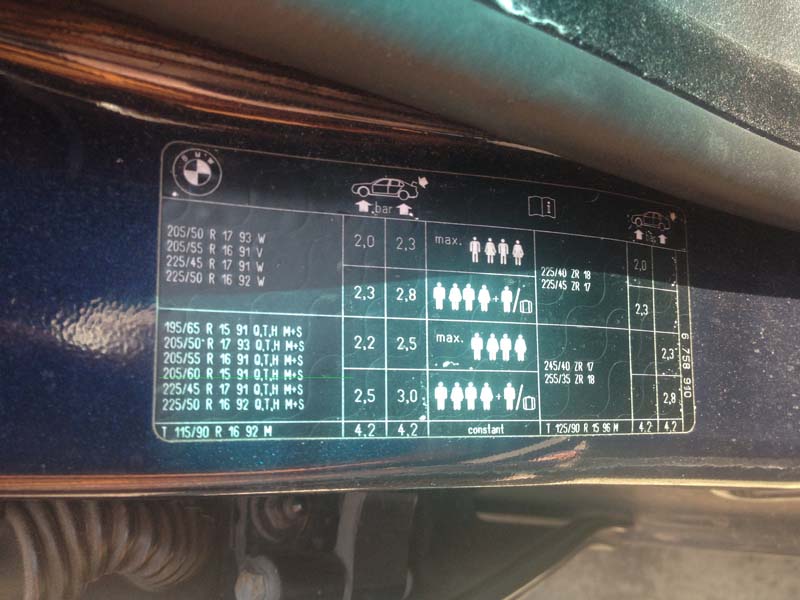 BMW
bar
bar
205/50 R 17 93 W
205/55 R 16 91 V
225/45 R 17 91 W
225/50 R 16 92 W
2,0 2,3
max.
2,3 2,8
+ /
225/40 ZR 18
225/45 ZR 17
2,0
2,3
195/65 R 15 91 Q,T,H M+S
205/50 R 17 93 Q,T,H M+S
205/55 R 16 91 Q,T,H M+S
205/60 R 15 91 Q,T,H M+S
225/45 R 17 91 Q,T,H M+S
225/50 R 16 92 Q,T,H M+S
2,2 2,5
max.
2,5 3,0
+ /
245/40 ZR 17
255/35 ZR 18
2,3
2,8
T 115/90 R 16 92 M 4,2 4,2 constant T 125/90 R 15 96 M 4,2 4,2
6 758 910